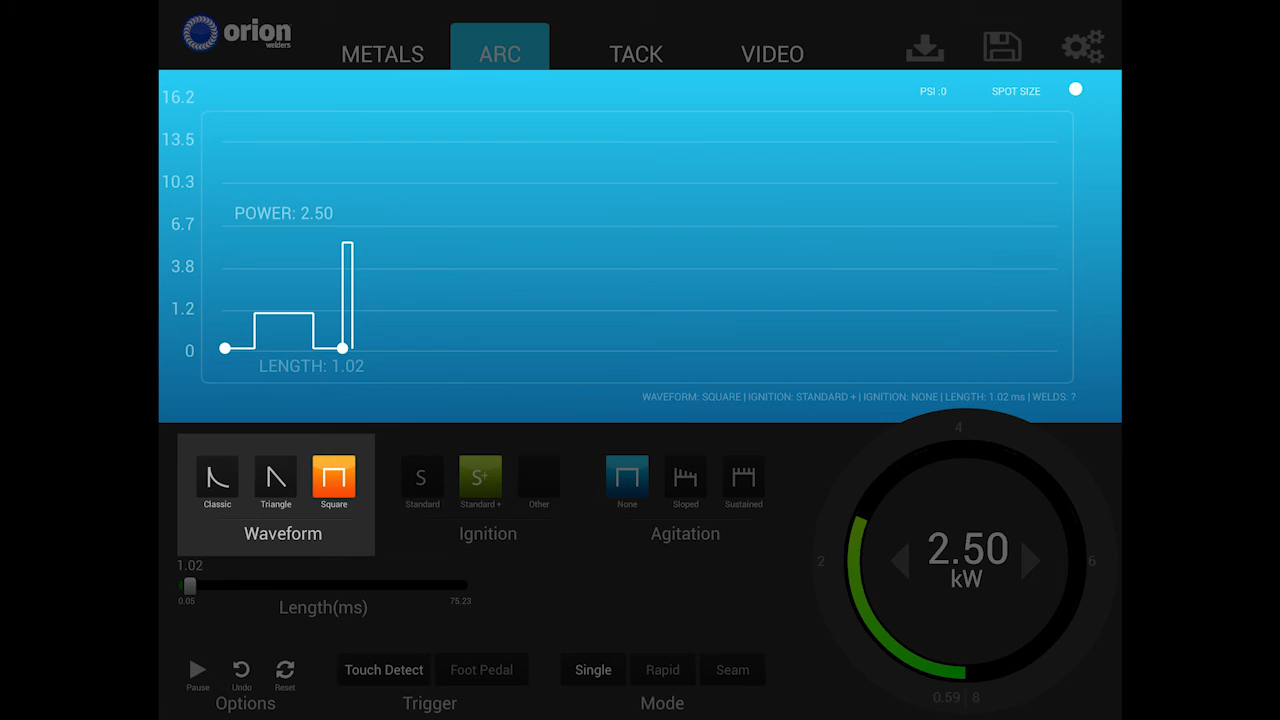 orion
welders
METALS
ARC
TACK
VIDEO
PSI :0
SPOT SIZE
16.2
13.5
10.3
6.7
3.8
1.2
0
POWER: 2.50
LENGTH: 1.02
WAVEFORM: SQUARE | IGNITION: STANDARD + | IGNITION: NONE | LENGTH: 1.02 ms | WELDS: ?
Classic
Triangle
Square
Waveform
S
Standard
S+
Standard +
Other
Ignition
None
Sloped
Sustained
Agitation
1.02
0.05
75.23
Length(ms)
Pause
Undo
Reset
Options
Touch Detect
Foot Pedal
Trigger
Single
Rapid
Seam
Mode
4
2
6
2.50
kW
0.59 | 8